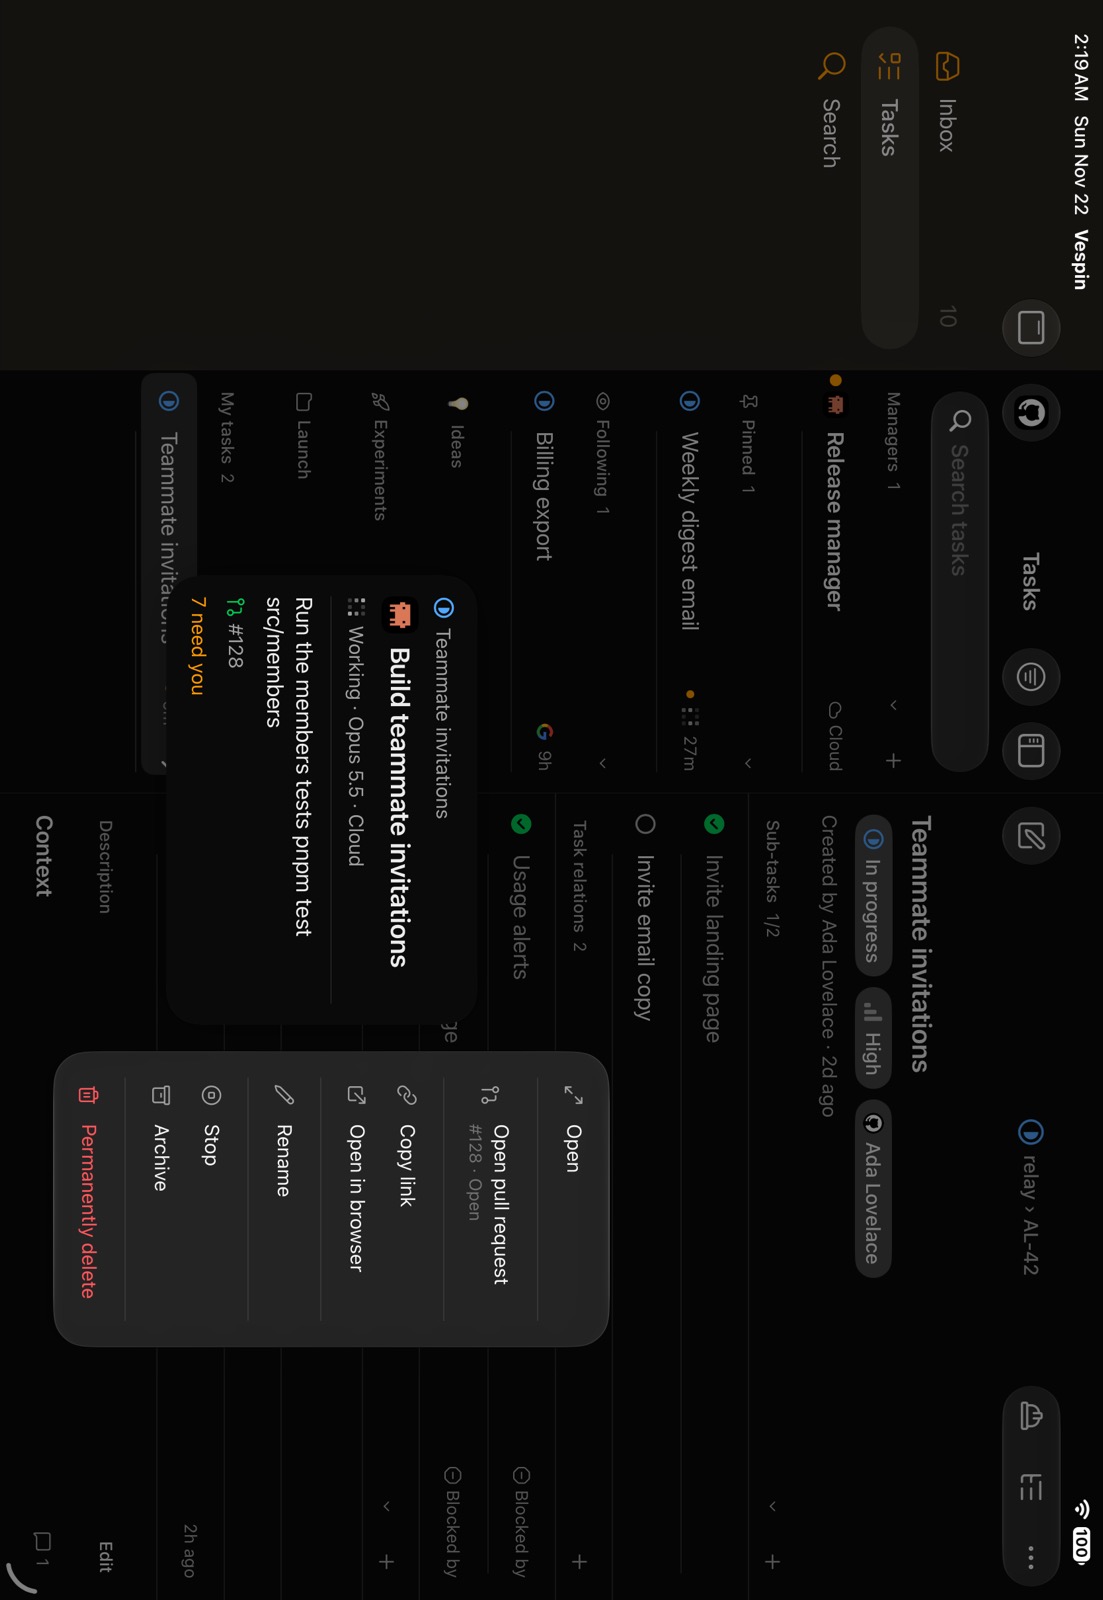 2:19 AM Sun Nov 22 Vespin
100
Inbox 10
Tasks
Search
Tasks
Search tasks
Managers 1
Release manager Cloud
Pinned 1
Weekly digest email 27m
Following 1
Billing export 9h
Ideas
Experiments
Launch
My tasks 2
Teammate invitations
relay › AL-42
Teammate invitations
In progress High Ada Lovelace
Created by Ada Lovelace · 2d ago
Sub-tasks 1/2
Invite landing page
Invite email copy
Task relations 2
Usage alerts Blocked by
Blocked by
2h ago
Description Edit
Context 1
Teammate invitations
Build teammate invitations
Working · Opus 5.5 · Cloud
Run the members tests pnpm test
src/members
#128
7 need you
Open
Open pull request
#128 · Open
Copy link
Open in browser
Rename
Stop
Archive
Permanently delete